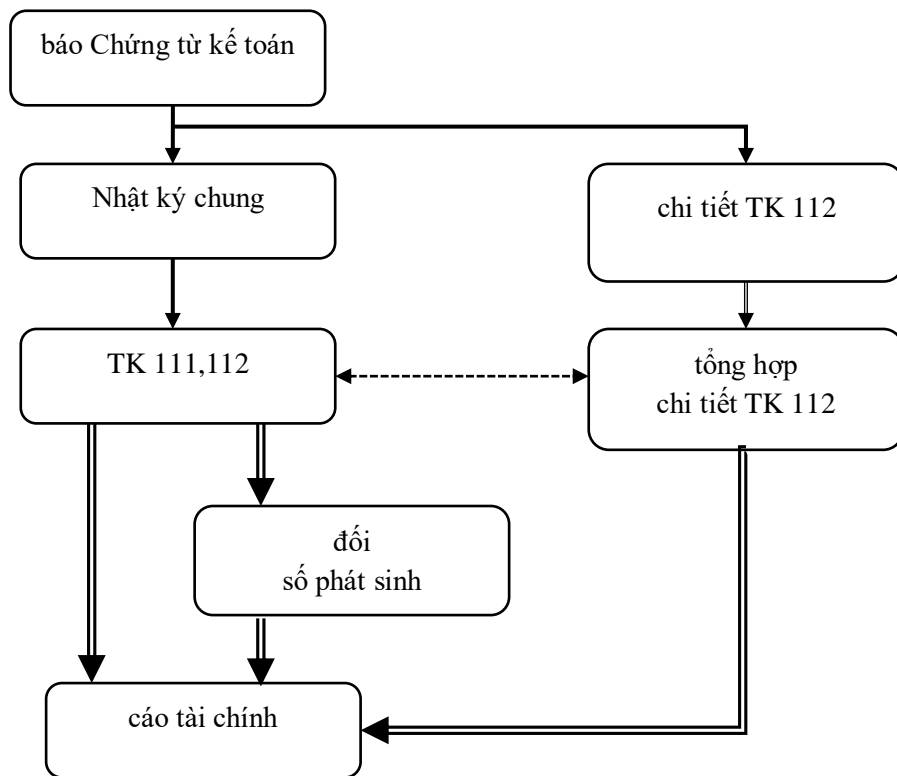 báo Chứng từ kế toán
Nhật ký chung
chi tiết TK 112
TK 111,112
tổng hợp
chi tiết TK 112
đối
số phát sinh
cáo tài chính